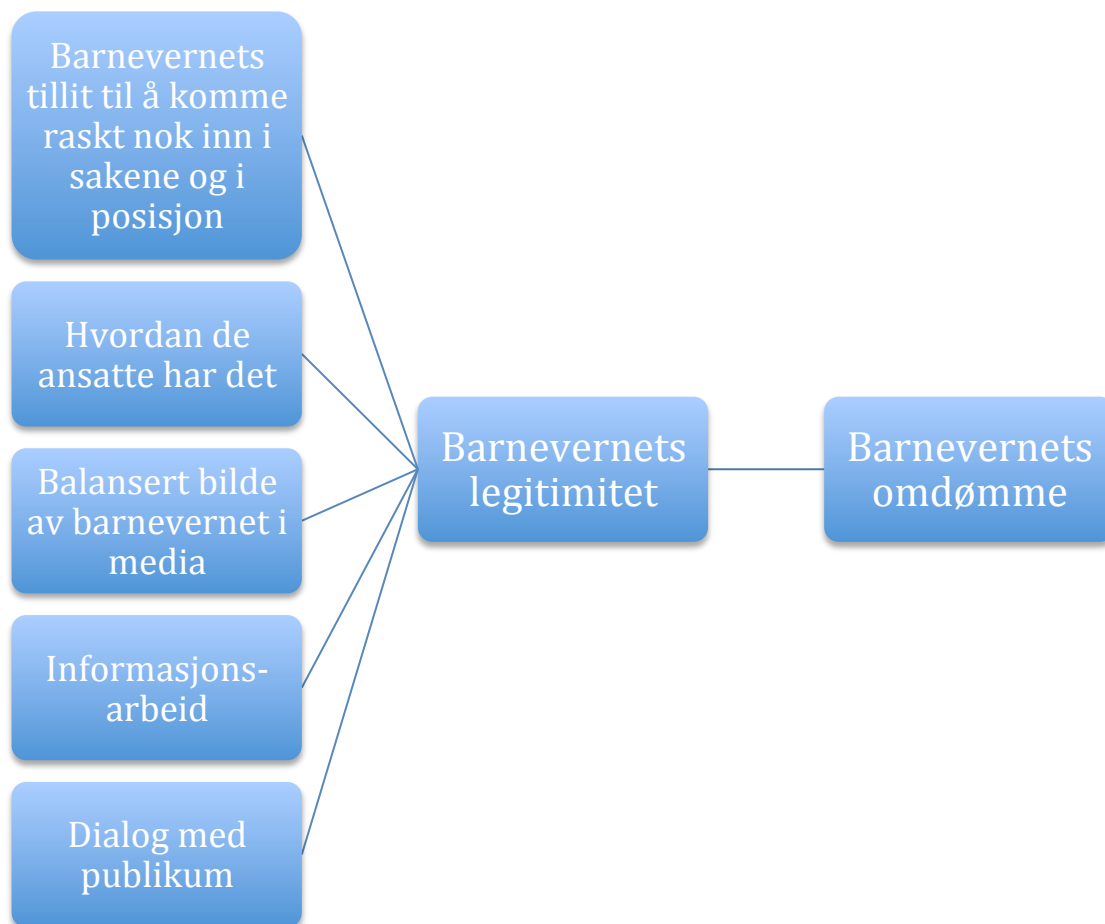 Barnevernets
tillit til å komme
raskt nok inn i
sakene og i
posisjon
Hvordan de
ansatte har det
Balansert bilde
av barnevernet i
media
Informasjons-
arbeid
Dialog med
publikum
Barnevernets
legitimitet
Barnevernets
omdømme